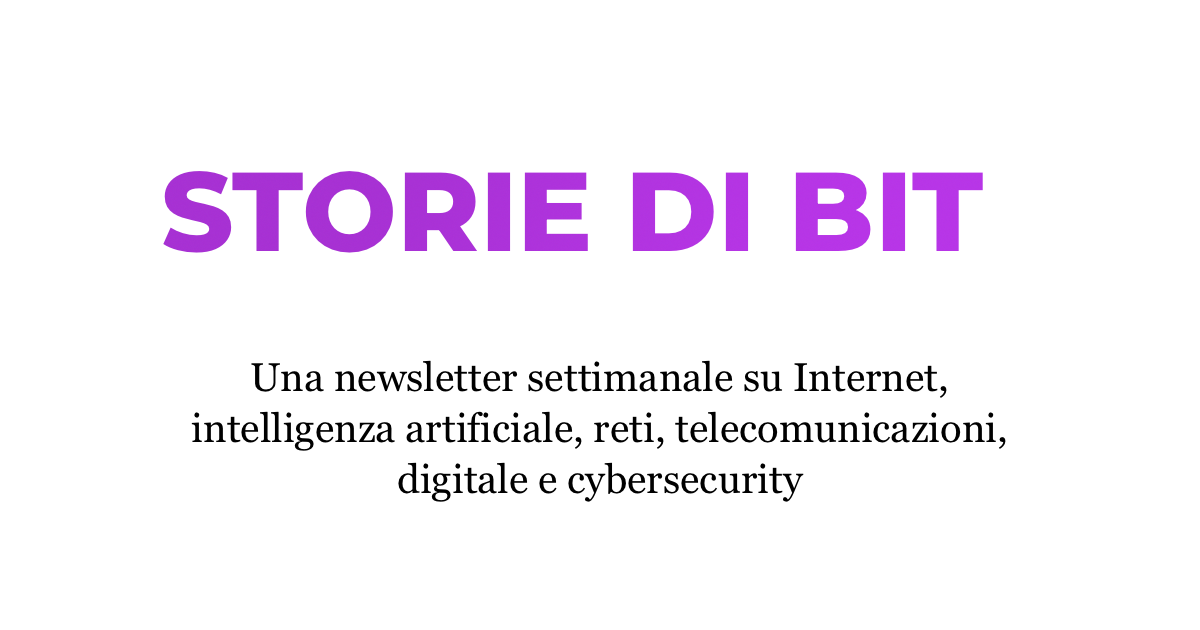 STORIE DI BIT
Una newsletter settimanale su Internet,
intelligenza artificiale, reti, telecomunicazioni,
digitale e cybersecurity